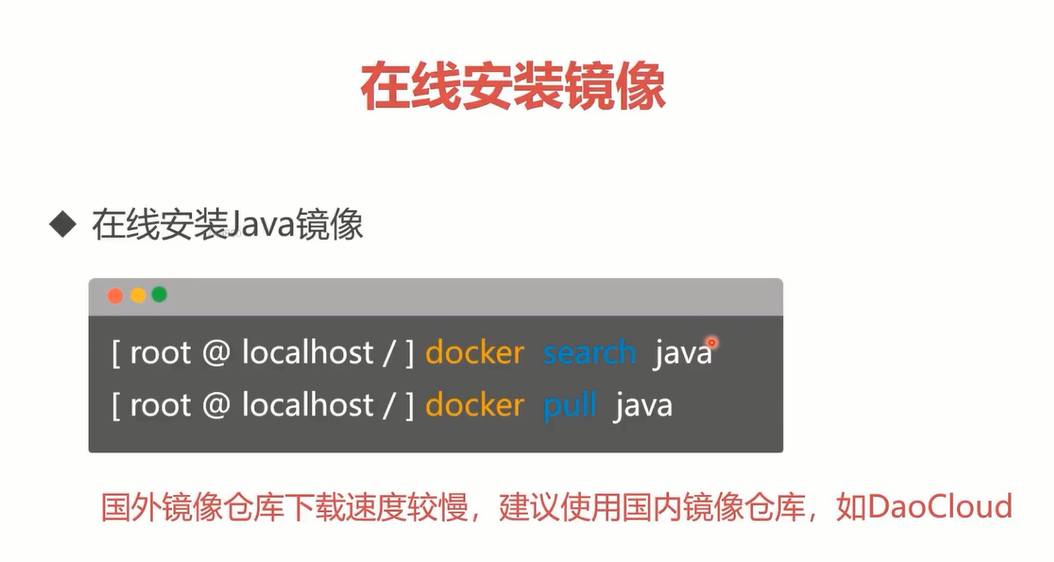 在线安装镜像
◆ 在线安装Java镜像
[ root @ localhost / ] docker search java
[ root @ localhost / ] docker pull java
国外镜像仓库下载速度较慢，建议使用国内镜像仓库，如DaoCloud